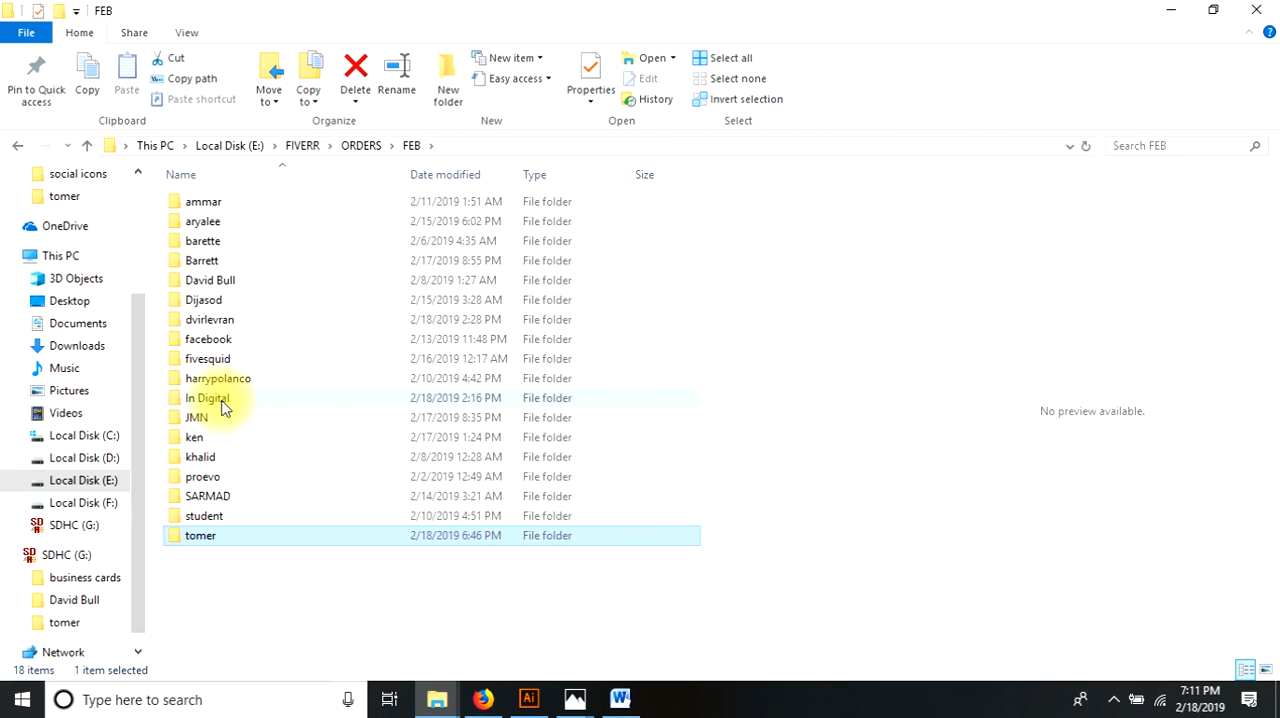 FEB
File
Home
Share
View
Pin to Quick access
Copy
Paste
Cut
Copy path
Paste shortcut
Clipboard
Move to
Copy to
Delete
Rename
Organize
New folder
New item
Easy access
New
Properties
Open
Edit
History
Open
Select all
Select none
Invert selection
Select
This PC > Local Disk (E:) > FIVERR > ORDERS > FEB >
Search FEB
social icons
tomer
OneDrive
This PC
3D Objects
Desktop
Documents
Downloads
Music
Pictures
Videos
Local Disk (C:)
Local Disk (D:)
Local Disk (E:)
Local Disk (F:)
SDHC (G:)
SDHC (G:)
business cards
David Bull
tomer
Network
Name Date modified Type Size
ammar 2/11/2019 1:51 AM File folder
aryalee 2/15/2019 6:02 PM File folder
barette 2/6/2019 4:35 AM File folder
Barrett 2/17/2019 8:55 PM File folder
David Bull 2/8/2019 1:27 AM File folder
Dijasod 2/15/2019 3:28 AM File folder
dvirlevran 2/18/2019 2:28 PM File folder
facebook 2/13/2019 11:48 PM File folder
fivesquid 2/16/2019 12:17 AM File folder
harrypolanco 2/10/2019 4:42 PM File folder
In Digital 2/18/2019 2:16 PM File folder
JMN 2/17/2019 8:35 PM File folder
ken 2/17/2019 1:24 PM File folder
khalid 2/8/2019 12:28 AM File folder
proevo 2/2/2019 12:49 AM File folder
SARMAD 2/14/2019 3:21 AM File folder
student 2/10/2019 4:51 PM File folder
tomer 2/18/2019 6:46 PM File folder
No preview available.
18 items 1 item selected
Type here to search
Ai
W
7:11 PM
2/18/2019